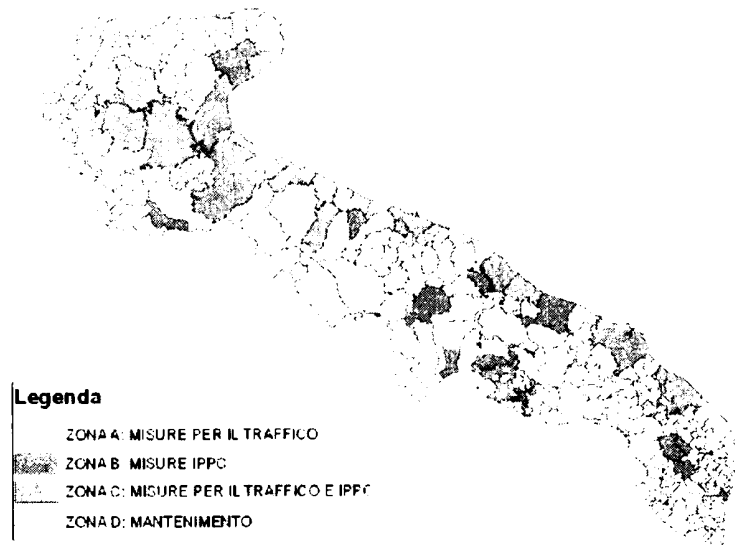 Legenda
ZONA A: MISURE PER IL TRAFFICO
ZONA B: MISURE IPPC
ZONA C: MISURE PER IL TRAFFICO E IPPC
ZONA D: MANTENIMENTO